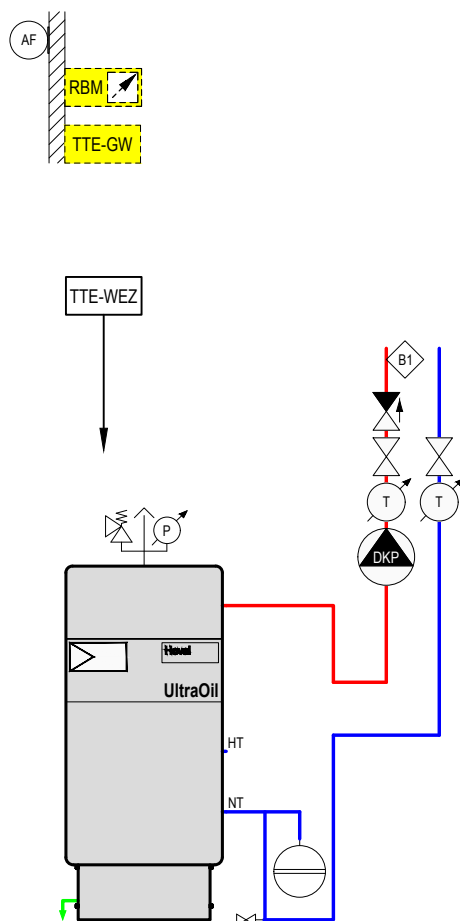 AF
RBM
TTE-GW
TTE-WEZ
B1
T T
P
DKP
Hoval
UltraOil
HT
NT